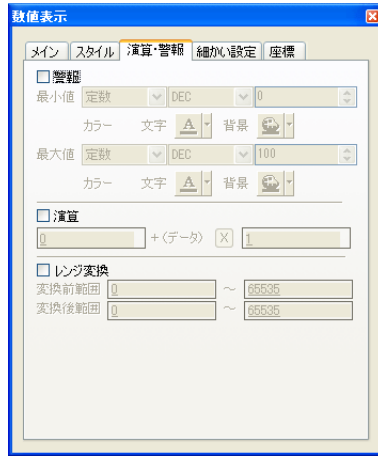 数値表示
メイン スタイル 演算・警報 細かい設定 座標
警報
最小値 定数 DEC 0
カラー 文字 A 背景
最大値 定数 DEC 100
カラー 文字 A 背景
演算
0 +(データ) X 1
レンジ変換
変換前範囲 0 ～ 65535
変換後範囲 0 ～ 65535